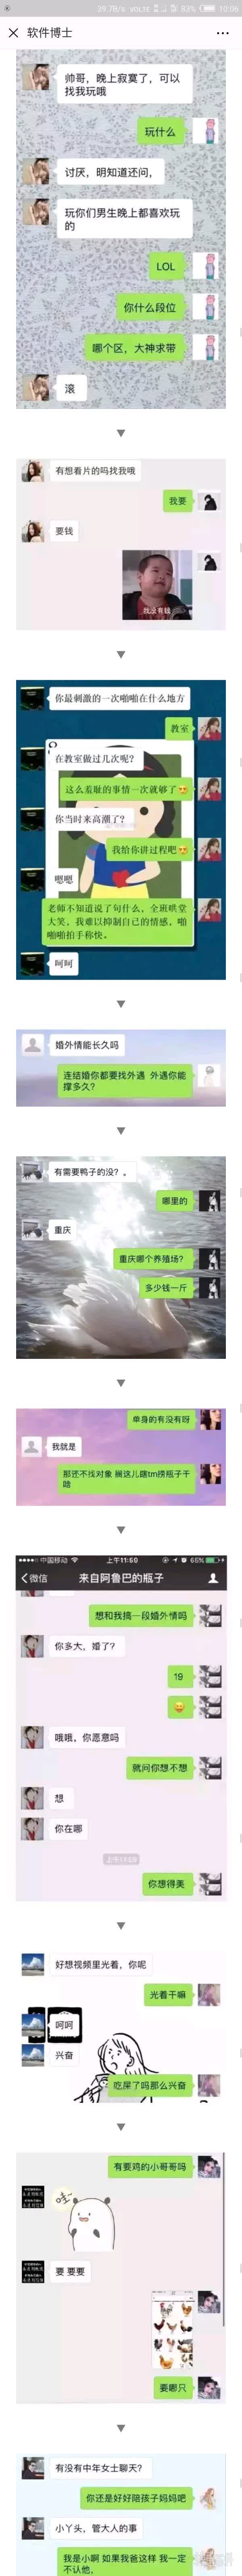 39.7B/s VoLTE 83% 10:06
软件博士
帅哥，晚上寂寞了，可以
找我玩哦
玩什么
讨厌，明知道还问，
玩你们男生晚上都喜欢玩
的
LOL
你什么段位
哪个区，大神求带
滚
有想看片的吗找我哦
我要
要钱
我没有钱
你最刺激的一次啪啪在什么地方
教室
在教室做过几次呢？
这么羞耻的事情一次就够了
你当时来高潮了？
我给你讲过程吧
嗯嗯
老师不知道说了句什么，全班哄堂
大笑，我难以抑制自己的情感，啪
啪啪拍手称快。
呵呵
婚外情能长久吗
连结婚你都要找外遇 外遇你能
撑多久？
有需要鸭子的没？。
哪里的
重庆
重庆哪个养殖场？
多少钱一斤
单身的有没有呀
我就是
那还不找对象 搁这儿瞎tm捞瓶子干
啥
中国移动 上午11:50 66%
微信 来自阿鲁巴的瓶子
想和我搞一段婚外情吗
你多大，婚了？
19
哦哦，你愿意吗
就问你想不想
想
你在哪
你想得美
好想视频里光着，你呢
光着干嘛
呵呵
兴奋
吃屎了吗那么兴奋
有要鸡的小哥哥吗
哇~
要 要要
要哪只
有没有中年女士聊天？
你还是好好陪孩子妈妈吧
小丫头，管大人的事
我是小啊 如果我爸这样 我一定
不认他，